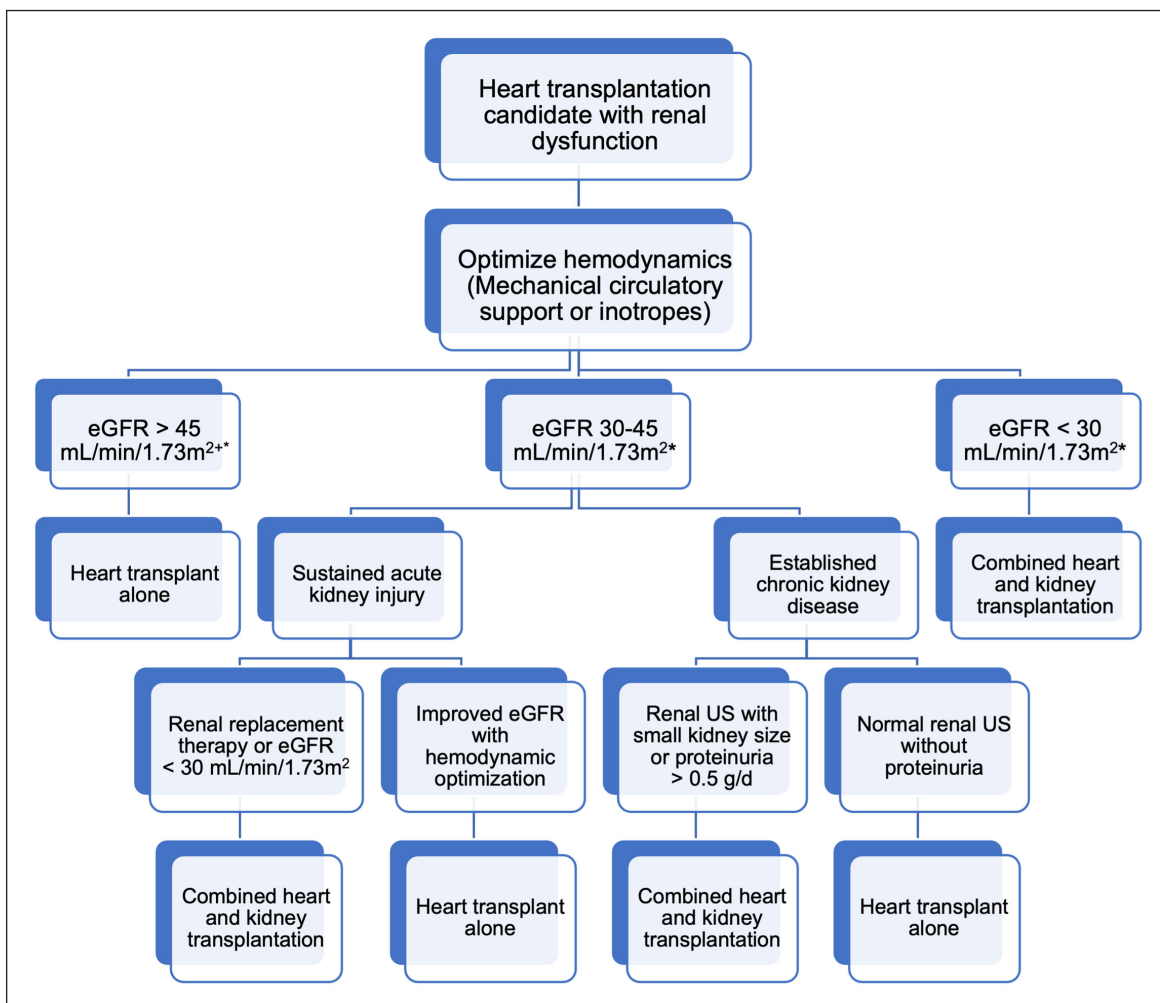 Heart transplantation
candidate with renal
dysfunction
Optimize hemodynamics
(Mechanical circulatory
support or inotropes)
eGFR > 45
mL/min/1.73m²⁺*
eGFR 30-45
mL/min/1.73m²*
eGFR < 30
mL/min/1.73m²*
Heart transplant
alone
Sustained acute
kidney injury
Established
chronic kidney
disease
Combined heart
and kidney
transplantation
Renal replacement
therapy or eGFR
< 30 mL/min/1.73m²
Improved eGFR
with
hemodynamic
optimization
Renal US with
small kidney size
or proteinuria
> 0.5 g/d
Normal renal US
without
proteinuria
Combined heart
and kidney
transplantation
Heart transplant
alone
Combined heart
and kidney
transplantation
Heart transplant
alone